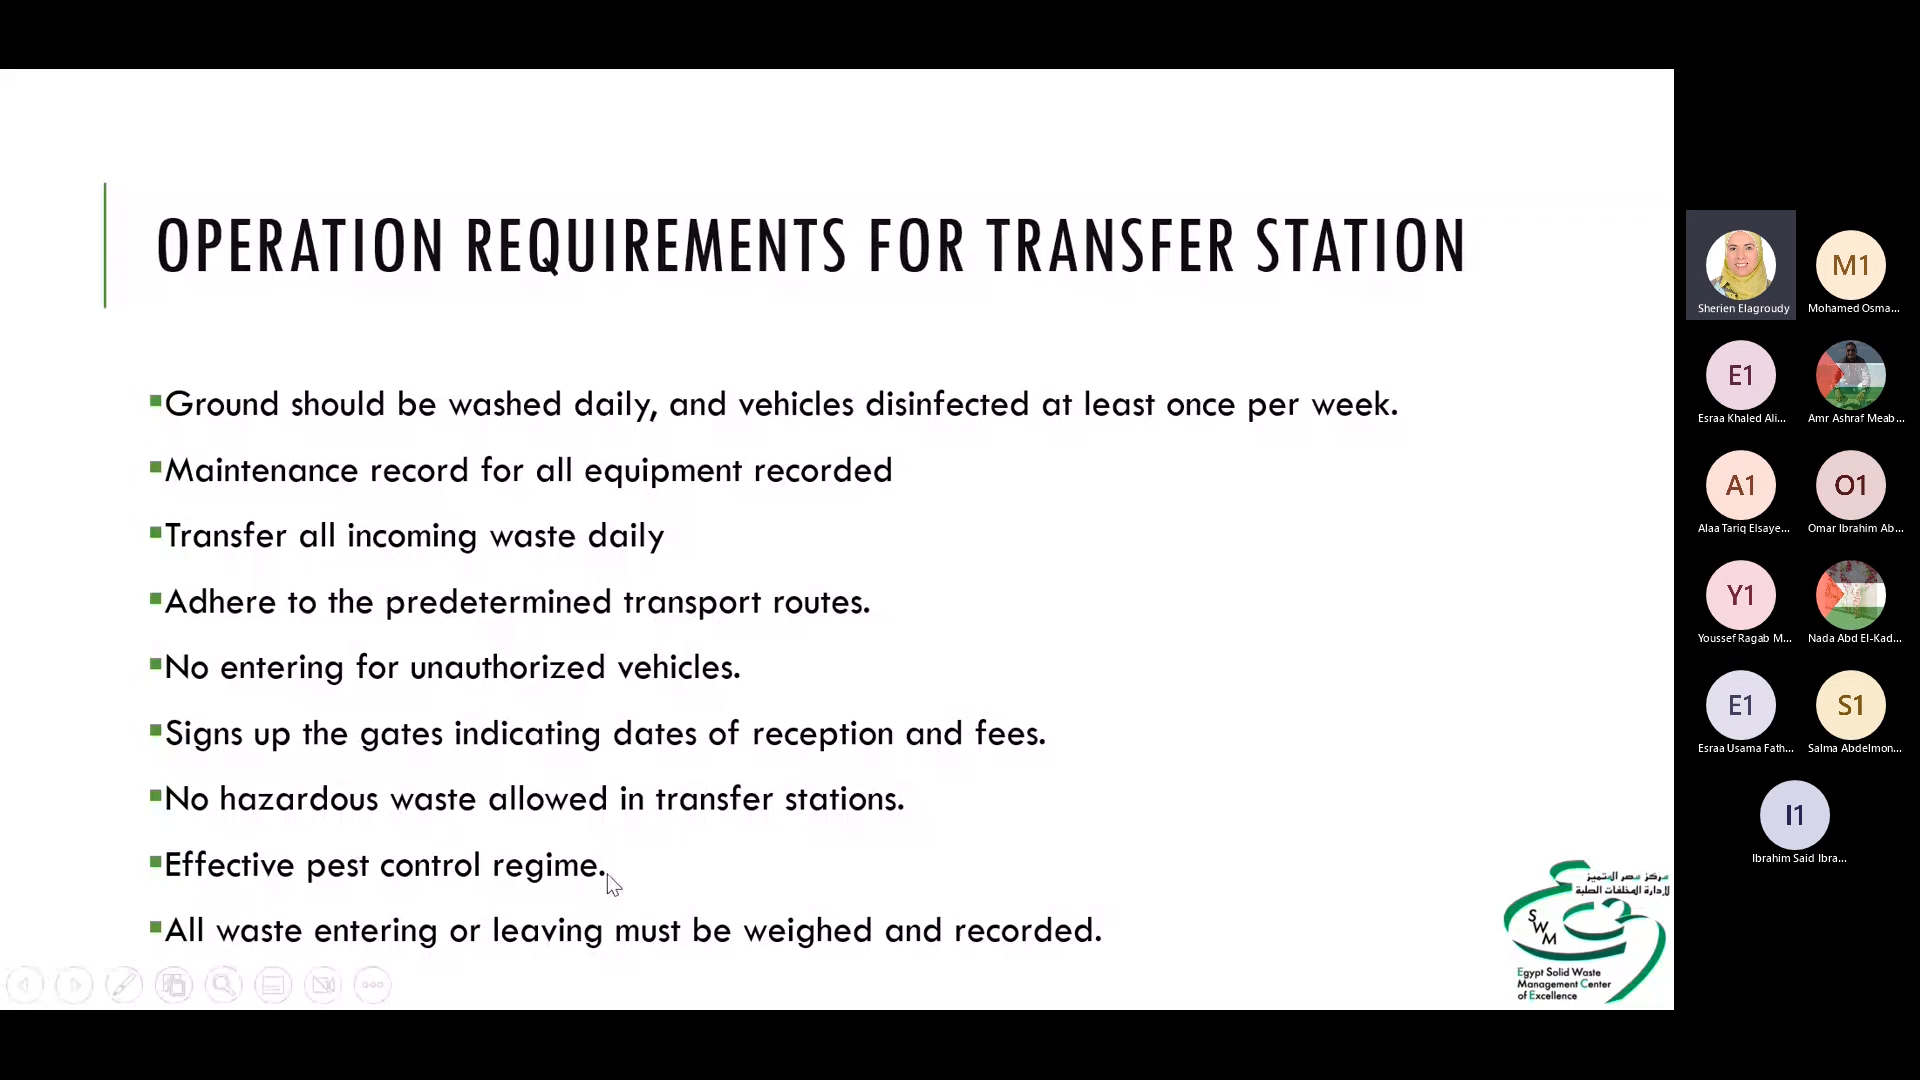 OPERATION REQUIREMENTS FOR TRANSFER STATION
Ground should be washed daily, and vehicles disinfected at least once per week.
Maintenance record for all equipment recorded
Transfer all incoming waste daily
Adhere to the predetermined transport routes.
No entering for unauthorized vehicles.
Signs up the gates indicating dates of reception and fees.
No hazardous waste allowed in transfer stations.
Effective pest control regime.
All waste entering or leaving must be weighed and recorded.
مركز مصر المتميز
لإدارة المخلفات الصلبة
SWM
Egypt Solid Waste
Management Center
of Excellence
Sherien Elagroudy
M1
Mohamed Osma...
E1
Esraa Khaled Ali...
Amr Ashraf Meab...
A1
Alaa Tariq Elsaye...
O1
Omar Ibrahim Ab...
Y1
Youssef Ragab M...
Nada Abd El-Kad...
E1
Esraa Usama Fath...
S1
Salma Abdelmon...
I1
Ibrahim Said Ibra...